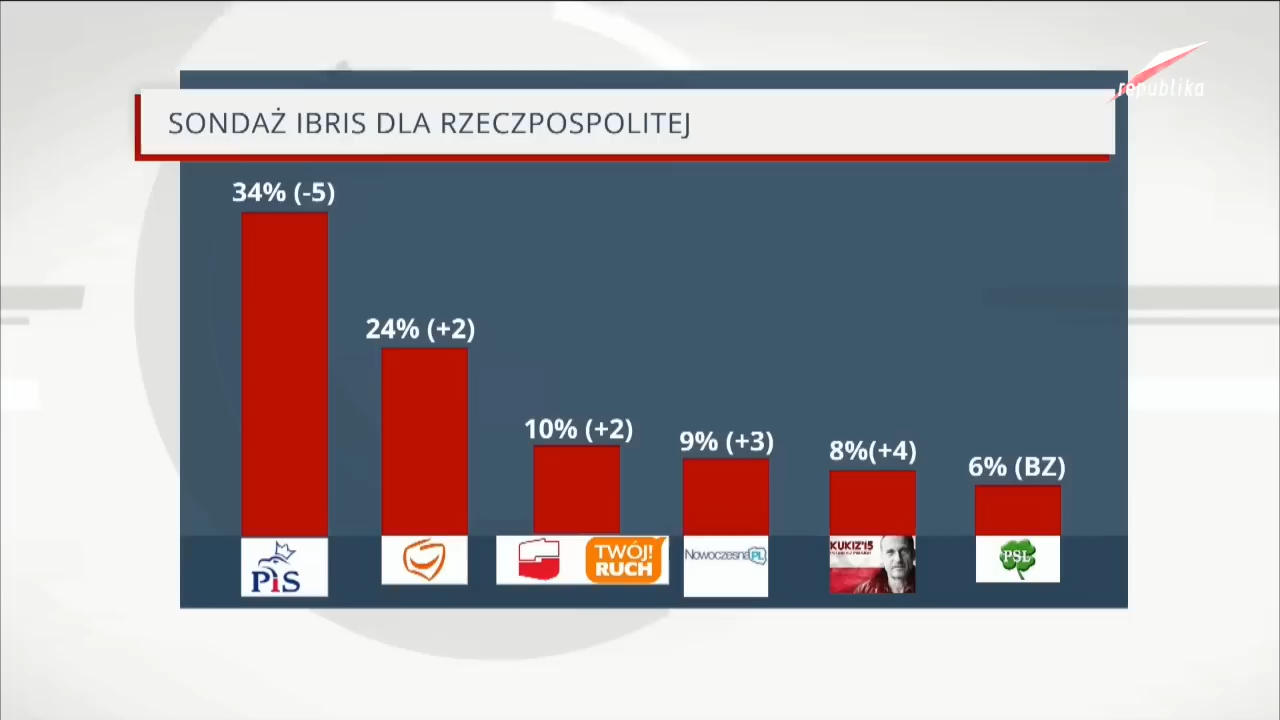 republika
SONDAŻ IBRIS DLA RZECZPOSPOLITEJ
34% (-5)
24% (+2)
10% (+2)
9% (+3)
8%(+4)
6% (BZ)
PiS
TWÓJ!
RUCH
NowoczesnaPL
KUKIZ'15
PSL